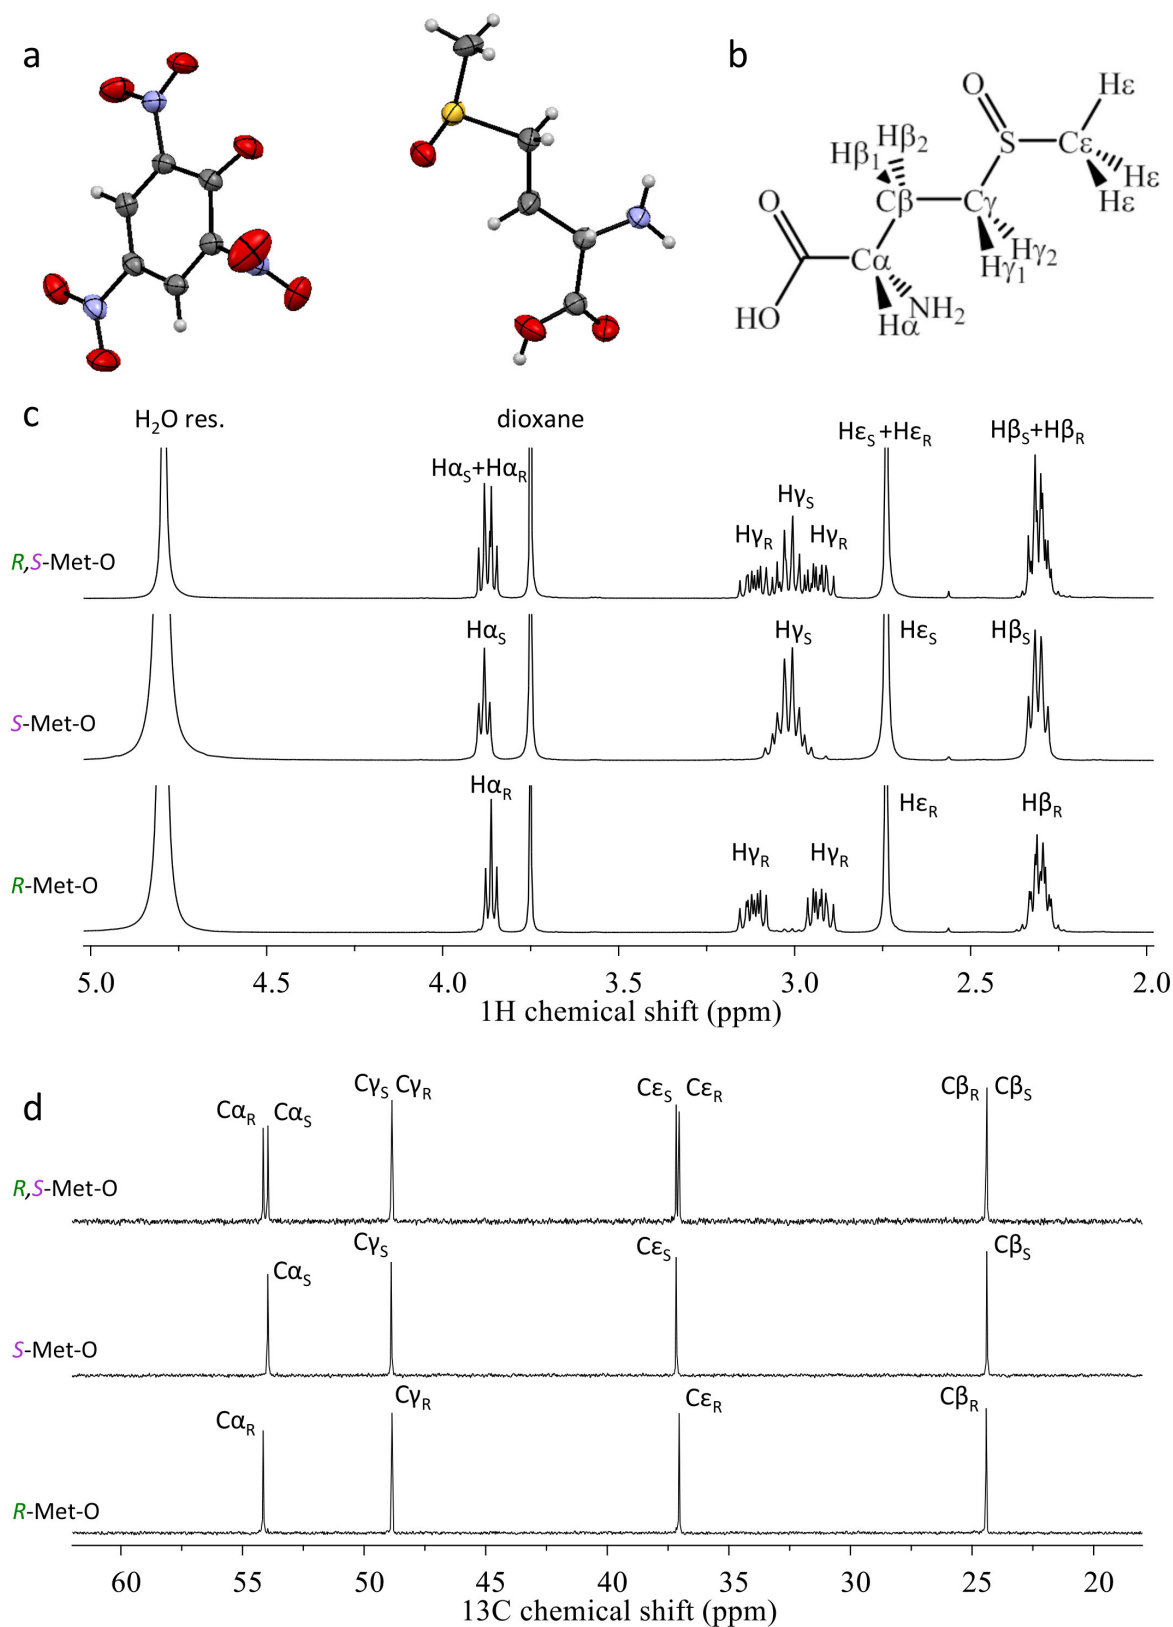 a
b
O
Hε
Hβ₂
Hβ₁
S
Cε
Hε
Hε
O
Cβ
Cγ
Hγ₂
Hγ₁
Cα
HO
NH₂
Hα
c
H₂O res.
dioxane
HεS+HεR
HβS+HβR
HαS+HαR
HγS
HγR
HγR
R,S-Met-O
HαS
HγS
HεS
HβS
S-Met-O
HαR
HεR
HβR
HγR
HγR
R-Met-O
5.0 4.5 4.0 3.5 3.0 2.5 2.0
1H chemical shift (ppm)
d
CγS CγR
CεS CεR
CβR CβS
CαR CαS
R,S-Met-O
CγS
CεS
CβS
CαS
S-Met-O
CγR
CεR
CβR
CαR
R-Met-O
60 55 50 45 40 35 30 25 20
13C chemical shift (ppm)